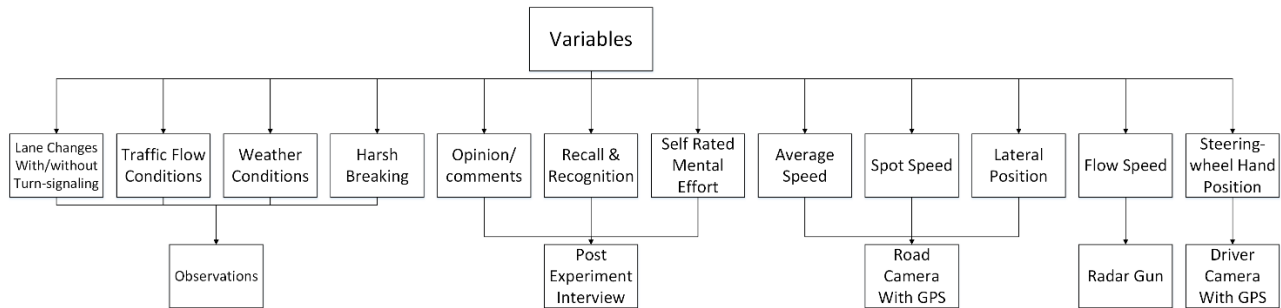 Variables
Lane Changes
With/without
Turn-signaling
Traffic Flow
Conditions
Weather
Conditions
Harsh
Breaking
Opinion/
comments
Recall &
Recognition
Self Rated
Mental
Effort
Average
Speed
Spot Speed
Lateral
Position
Flow Speed
Steering-
wheel Hand
Position
Observations
Post
Experiment
Interview
Road
Camera
With GPS
Radar Gun
Driver
Camera
With GPS